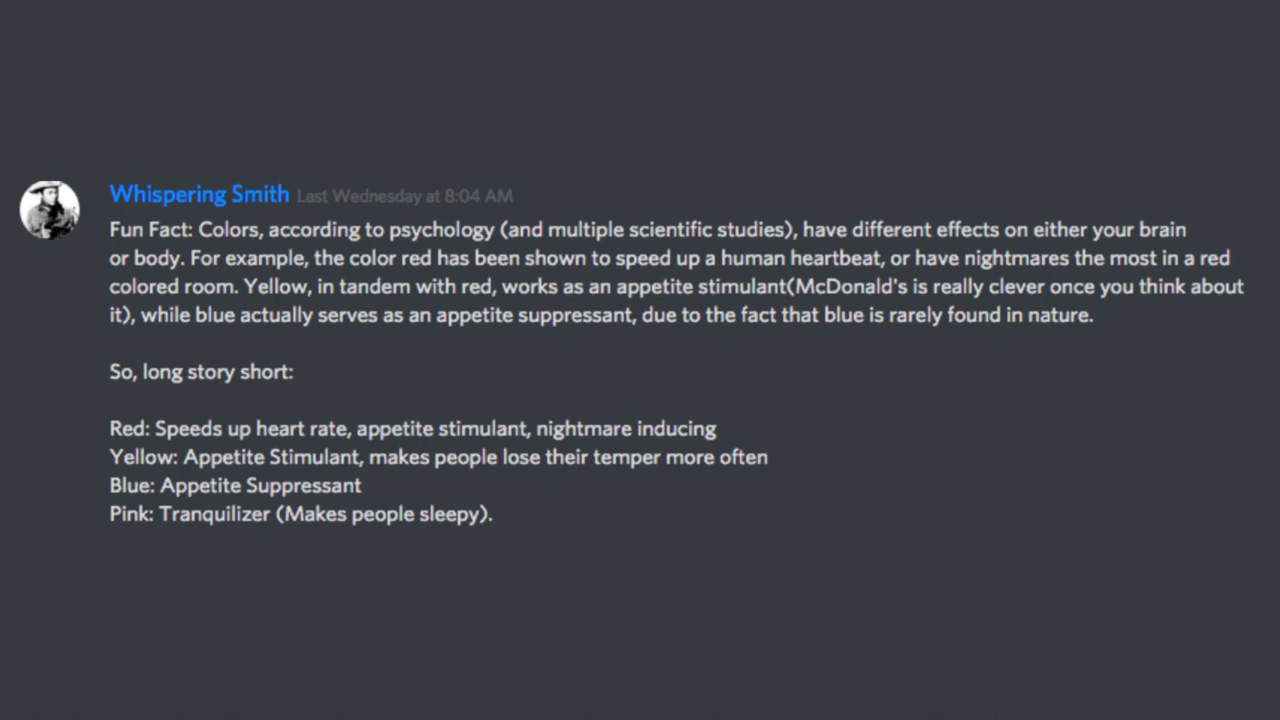 Whispering Smith Last Wednesday at 8:04 AM
Fun Fact: Colors, according to psychology (and multiple scientific studies), have different effects on either your brain
or body. For example, the color red has been shown to speed up a human heartbeat, or have nightmares the most in a red
colored room. Yellow, in tandem with red, works as an appetite stimulant(McDonald's is really clever once you think about
it), while blue actually serves as an appetite suppressant, due to the fact that blue is rarely found in nature.
So, long story short:
Red: Speeds up heart rate, appetite stimulant, nightmare inducing
Yellow: Appetite Stimulant, makes people lose their temper more often
Blue: Appetite Suppressant
Pink: Tranquilizer (Makes people sleepy).